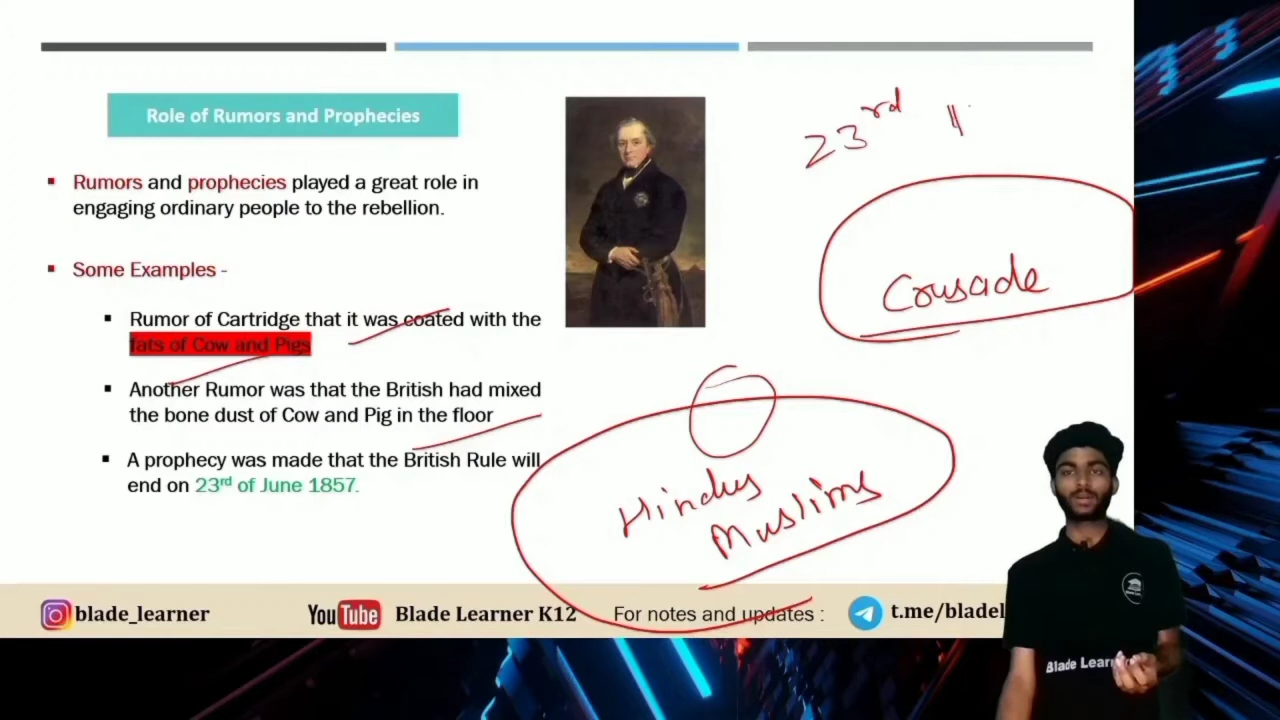 Role of Rumors and Prophecies
Rumors and prophecies played a great role in
engaging ordinary people to the rebellion.
Some Examples -
Rumor of Cartridge that it was coated with the
fats of Cow and Pigs
Another Rumor was that the British had mixed
the bone dust of Cow and Pig in the floor
A prophecy was made that the British Rule will
end on 23rd of June 1857.
23rd
Crusade
Hindus
Muslims
blade_learner
YouTube Blade Learner K12
For notes and updates :
t.me/bladel
Blade Learn